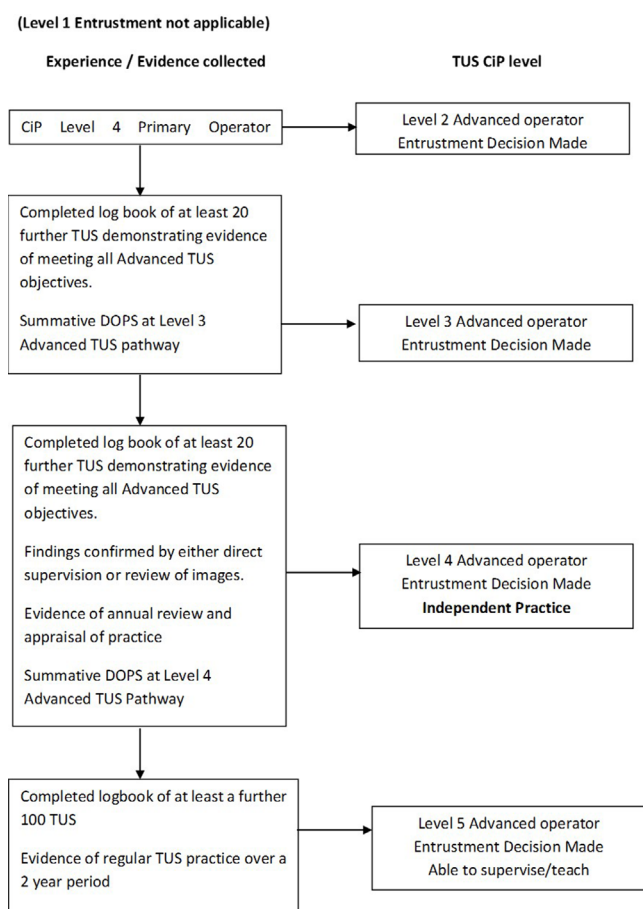 (Level 1 Entrustment not applicable)
Experience / Evidence collected
TUS CiP level
CiP Level 4 Primary Operator
Level 2 Advanced operator
Entrustment Decision Made
Completed log book of at least 20
further TUS demonstrating evidence
of meeting all Advanced TUS
objectives.
Summative DOPS at Level 3
Advanced TUS pathway
Level 3 Advanced operator
Entrustment Decision Made
Completed log book of at least 20
further TUS demonstrating evidence
of meeting all Advanced TUS
objectives.
Findings confirmed by either direct
supervision or review of images.
Evidence of annual review and
appraisal of practice
Summative DOPS at Level 4
Advanced TUS Pathway
Level 4 Advanced operator
Entrustment Decision Made
Independent Practice
Completed logbook of at least a further
100 TUS
Evidence of regular TUS practice over a
2 year period
Level 5 Advanced operator
Entrustment Decision Made
Able to supervise/teach